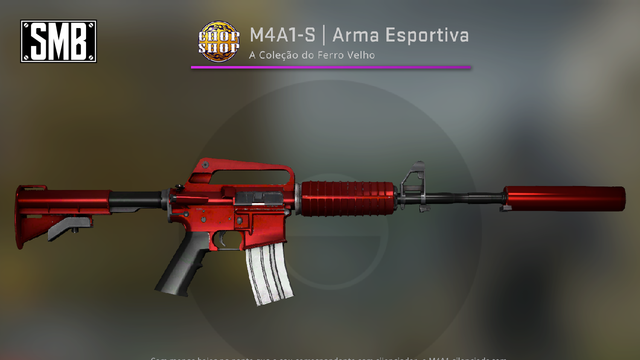 SMB
CHOP
SHOP
M4A1-S | Arma Esportiva
A Coleção do Ferro Velho